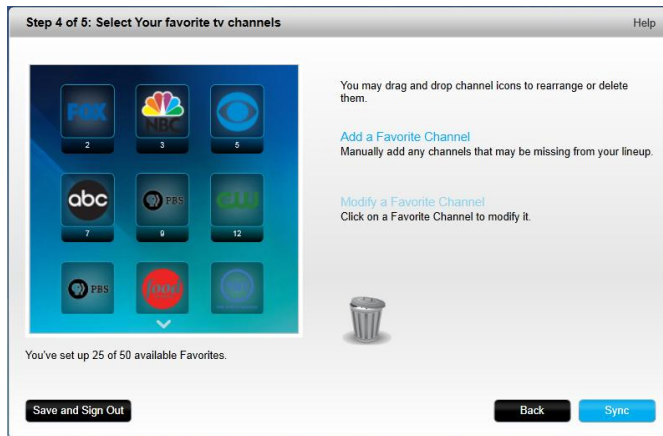 Step 4 of 5: Select Your favorite tv channels
Help
FOX
NBC
2
3
5
abc
PBS
CW
7
9
12
PBS
food
You may drag and drop channel icons to rearrange or delete
them.
Add a Favorite Channel
Manually add any channels that may be missing from your lineup.
Modify a Favorite Channel
Click on a Favorite Channel to modify it.
You've set up 25 of 50 available Favorites.
Save and Sign Out
Back
Sync